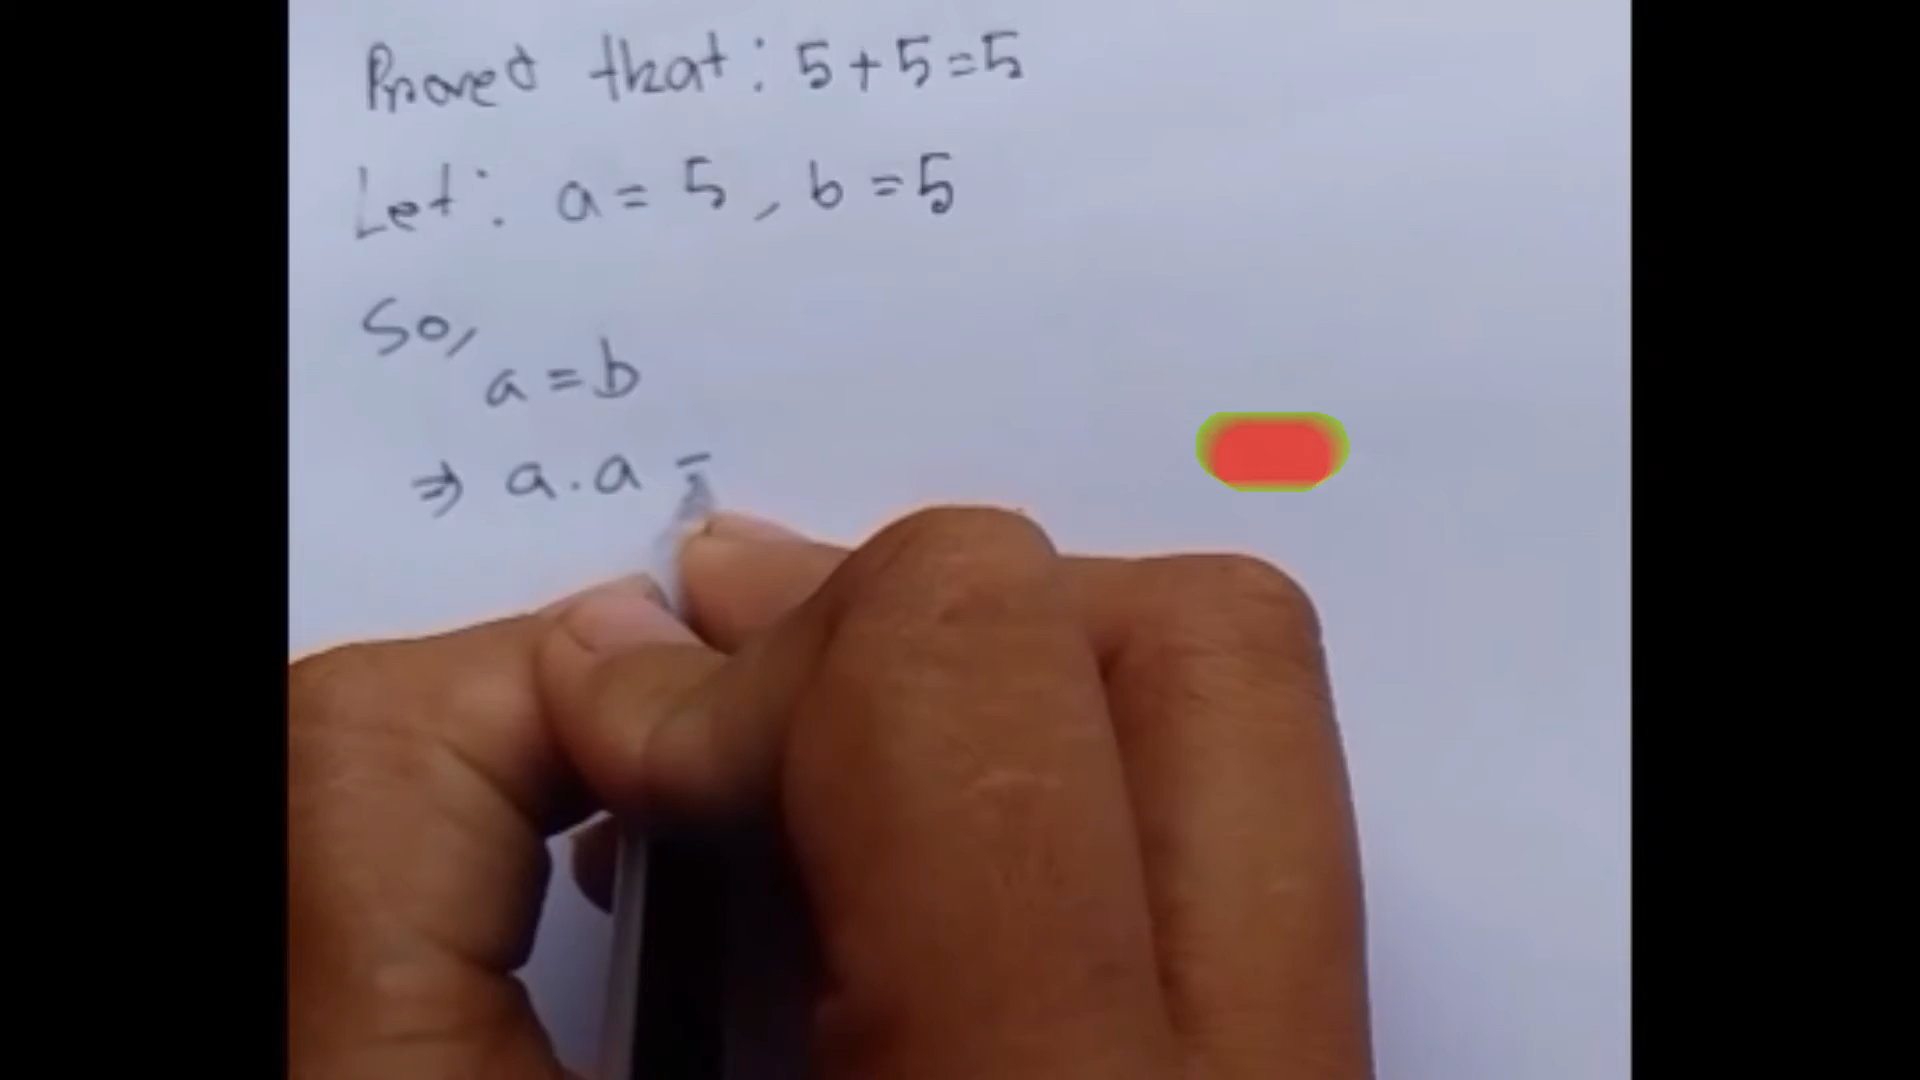 Proved that: 5+5=5
Let: a = 5, b = 5
So,
a = b
⇒ a.a =